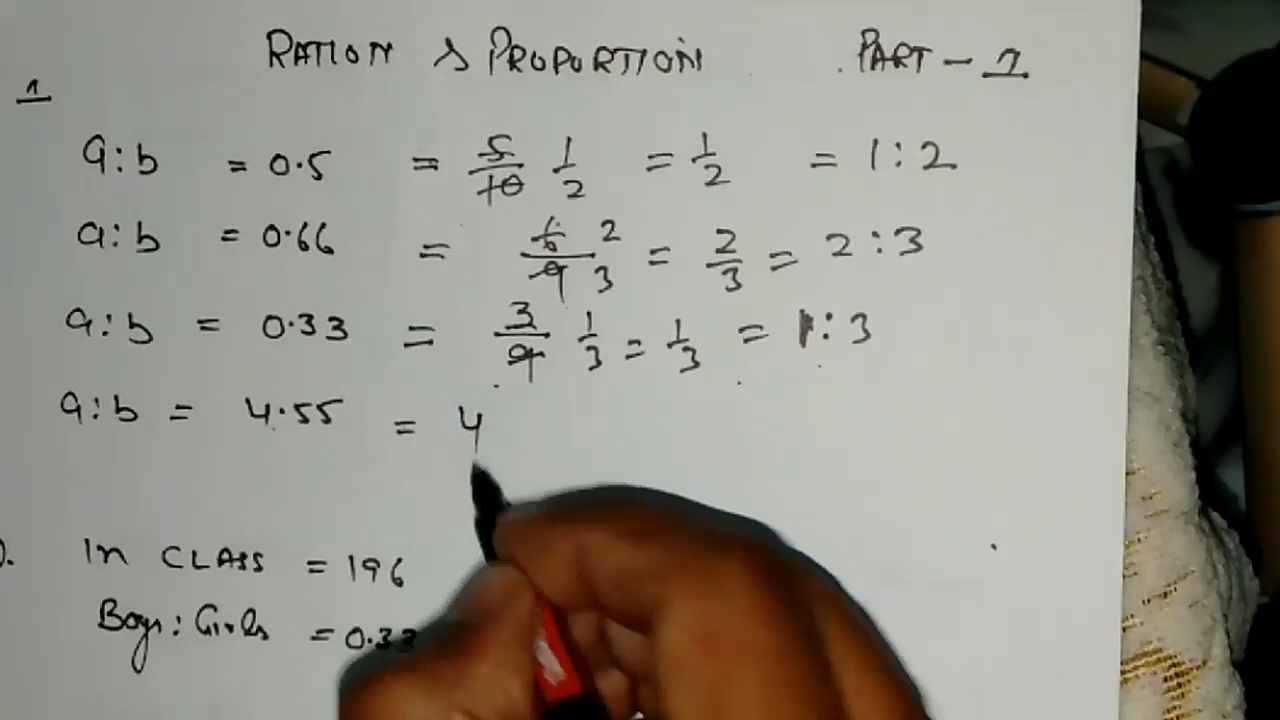 RATION & PROPORTION PART - 1
1
a:b = 0.5 = 5/10 1/2 = 1/2 = 1:2
a:b = 0.66 = 6/9 2/3 = 2/3 = 2:3
a:b = 0.33 = 3/9 1/3 = 1/3 = 1:3
a:b = 4.55 = 4
In CLASS = 196
Boys: Girls = 0.33